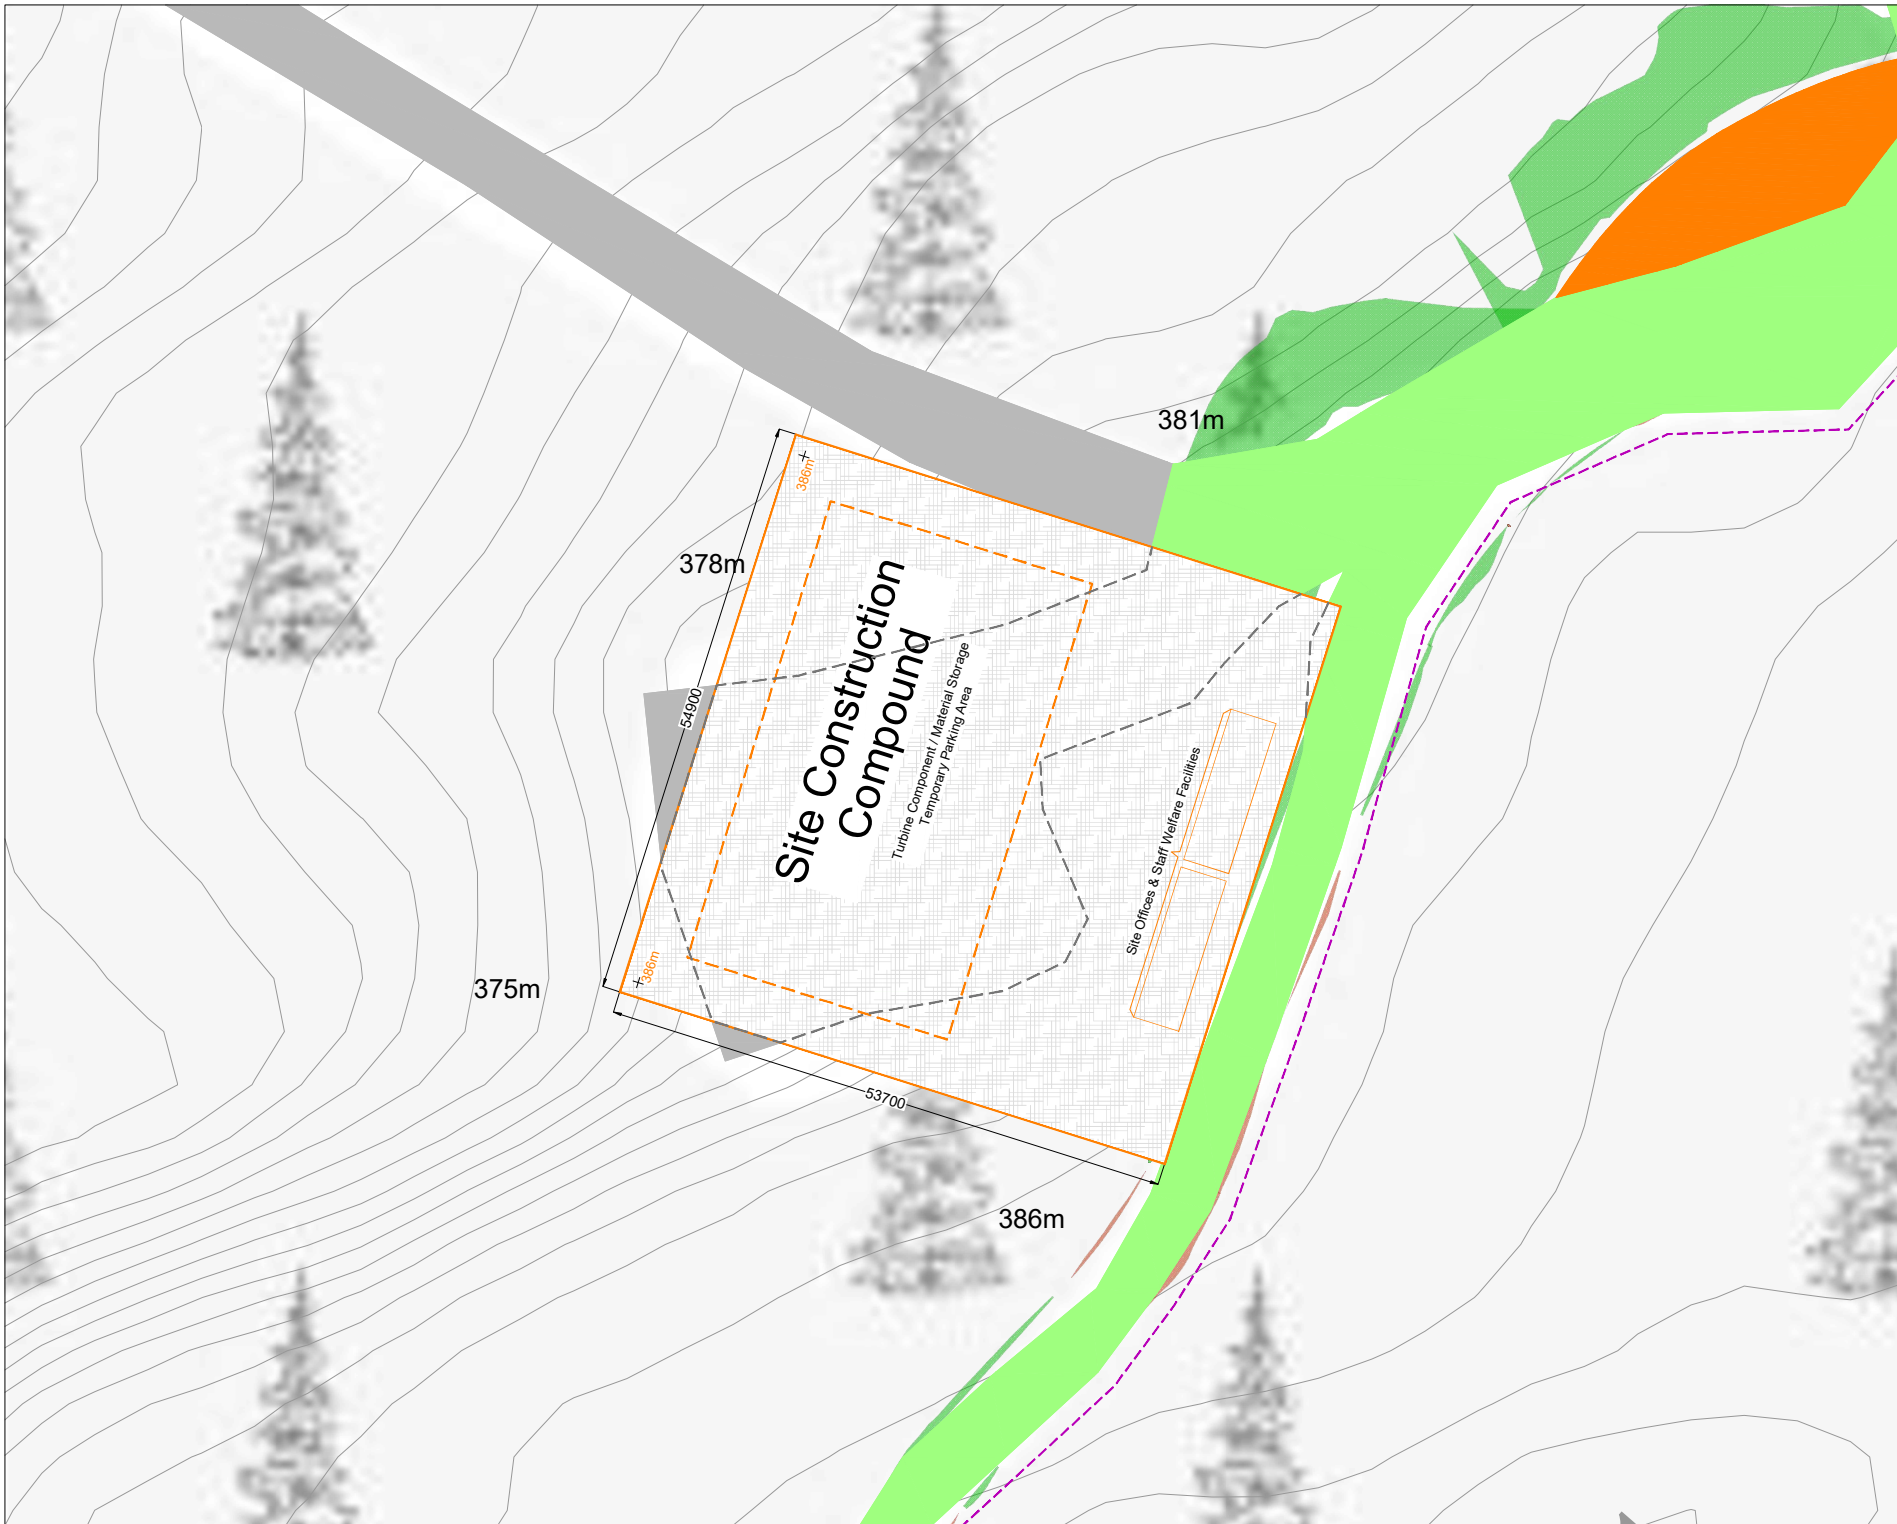 381m
386m
378m
Site Construction
Compound
Turbine Component / Material Storage
Temporary Parking Area
54900
Site Offices & Staff Welfare Facilities
386m
375m
53700
386m